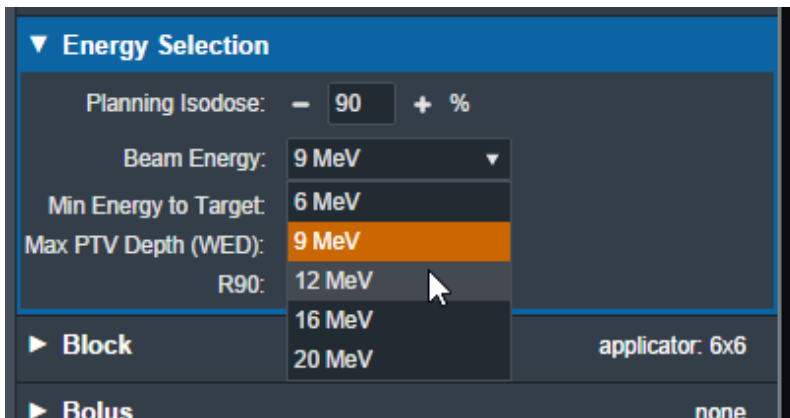 ▼ Energy Selection
Planning Isodose: − 90 + %
Beam Energy: 9 MeV ▼
Min Energy to Target: 6 MeV
Max PTV Depth (WED): 9 MeV
R90: 12 MeV
16 MeV
► Block applicator: 6x6
20 MeV
► Bolus none